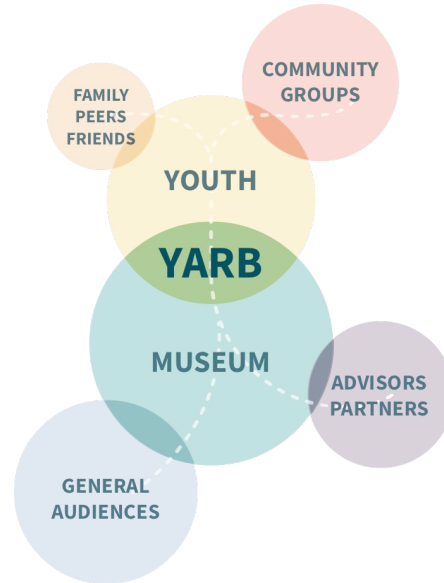 COMMUNITY
GROUPS
FAMILY
PEERS
FRIENDS
YOUTH
YARB
MUSEUM
ADVISORS
PARTNERS
GENERAL
AUDIENCES